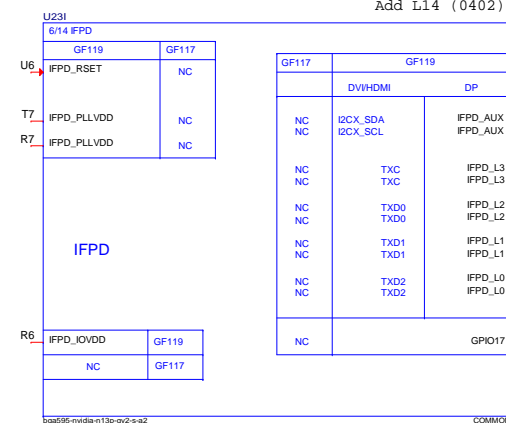 Add L14 (0402)
U23I
6/14 IFPD
GF119 GF117
U6 IFPD_RSET NC
T7 IFPD_PLLVDD NC
R7 IFPD_PLLVDD NC
GF117 GF119
DVI/HDMI DP
NC I2CX_SDA IFPD_AUX
NC I2CX_SCL IFPD_AUX
NC TXC IFPD_L3
NC TXC IFPD_L3
NC TXD0 IFPD_L2
NC TXD0 IFPD_L2
NC TXD1 IFPD_L1
NC TXD1 IFPD_L1
NC TXD2 IFPD_L0
NC TXD2 IFPD_L0
IFPD
R6 IFPD_IOVDD GF119
NC GF117
NC GPIO17
bga595-nvidia-n13p-gv2-s-a2